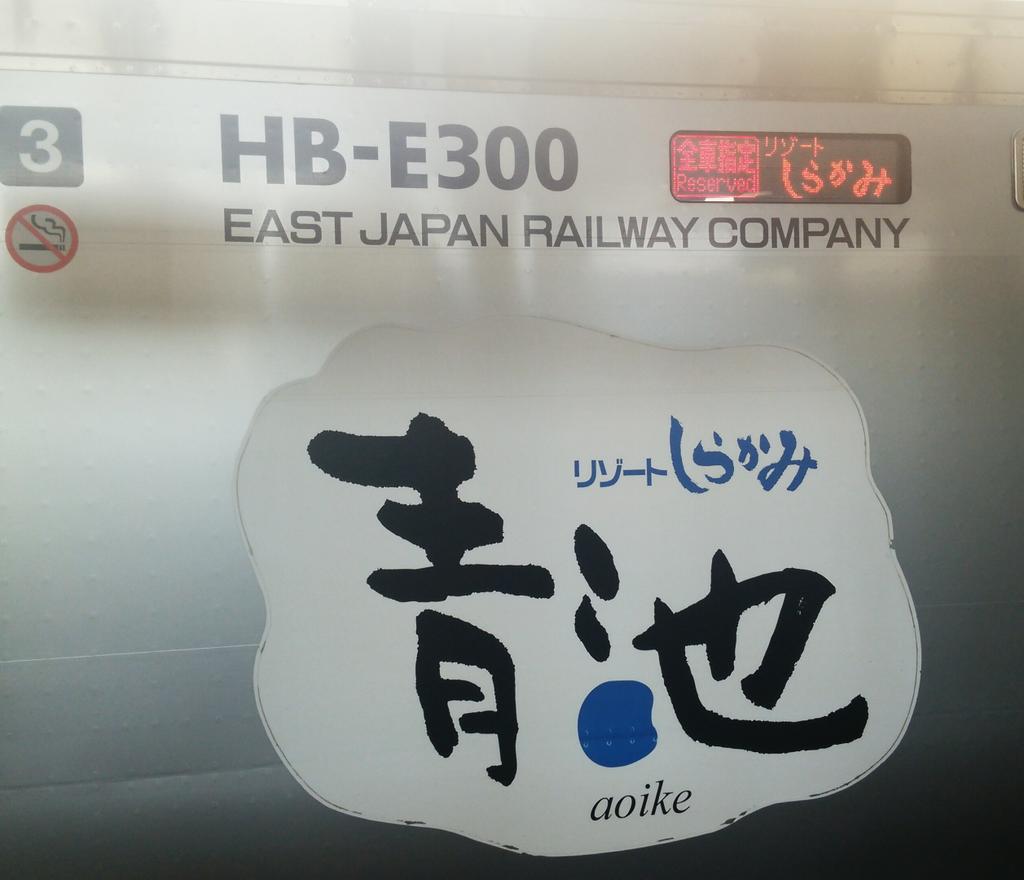 3
HB-E300
全車指定
Reserved
リゾート
しらかみ
EAST JAPAN RAILWAY COMPANY
リゾートしらかみ
青池
aoike